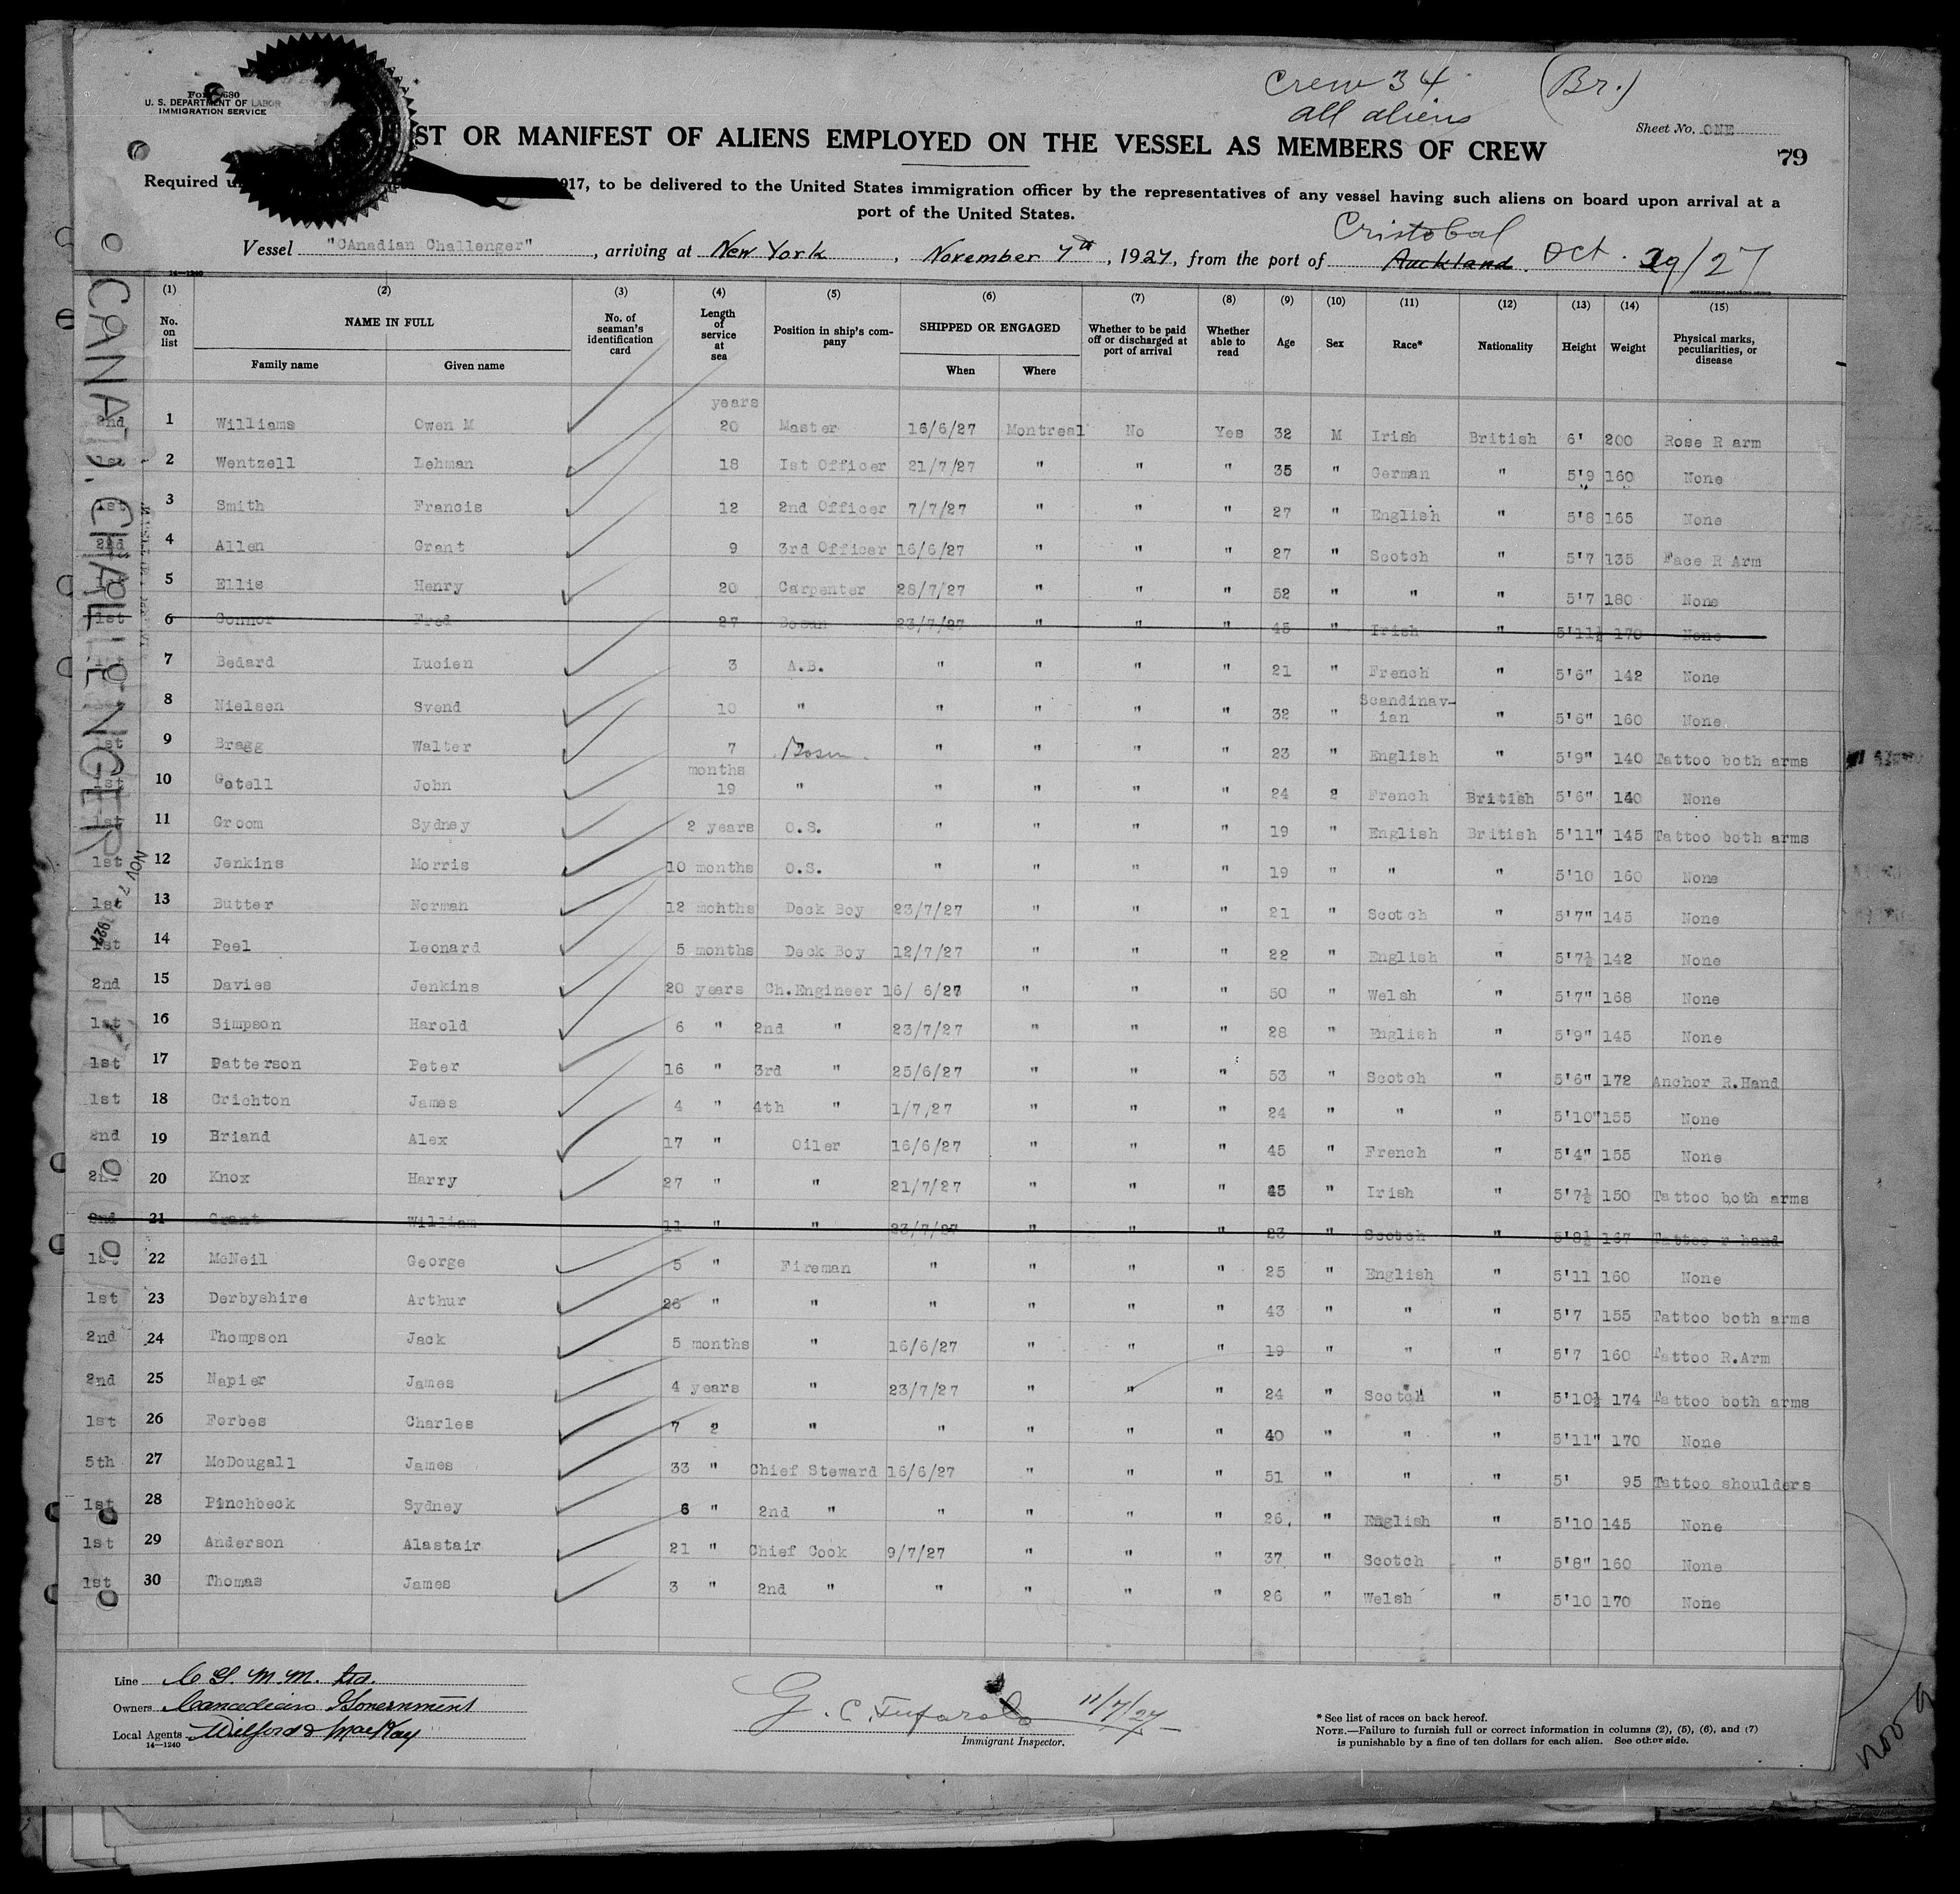 Crew 34 (Br.)
all aliens
U. S. DEPARTMENT OF LABOR
IMMIGRATION SERVICE
Sheet No. ONE
ST OR MANIFEST OF ALIENS EMPLOYED ON THE VESSEL AS MEMBERS OF CREW
79
Required 1917, to be delivered to the United States immigration officer by the representatives of any vessel having such aliens on board upon arrival at a
port of the United States.
Cristobal
Vessel "CAnadian Challenger", arriving at New York, November 7th, 1927, from the port of Auckland. Oct. 29/27
14—1240
(1) (2) (3) (4) (5) (6) (7) (8) (9) (10) (11) (12) (13) (14) (15)
No. on list NAME IN FULL No. of seaman's identification card Length of service at sea Position in ship's company SHIPPED OR ENGAGED Whether to be paid off or discharged at port of arrival Whether able to read Age Sex Race* Nationality Height Weight Physical marks, peculiarities, or disease
Family name Given name When Where
years
2nd 1 Williams Owen M 20 Master 16/6/27 Montreal No Yes 32 M Irish British 6' 200 Rose R arm
2 Wentzell Lehman 18 Ist Officer 21/7/27 " " " 35 " German " 5'9 160 None
1st 3 Smith Francis 12 2nd Officer 7/7/27 " " " 27 " English " 5'8 165 None
2nd 4 Allen Grant 9 3rd Officer 16/6/27 " " " 27 " Scotch " 5'7 135 Face R Arm
5 Ellis Henry 20 Carpenter 28/7/27 " " " 52 " " " 5'7 180 None
1st 6 Connor Fred 27 Bosun 23/7/27 " " " 45 " Irish " 5'11½ 170 None
7 Bedard Lucien 3 A.B. " " " " 21 " French " 5'6" 142 None
8 Nielsen Svend 10 " " " " " 32 " Scandinav-ian " 5'6" 160 None
1st 9 Bragg Walter 7 Bosun " " " " 23 " English " 5'9" 140 Tattoo both arms
1st 10 Gotell John months 19 " " " " " 24 2 French British 5'6" 140 None
1st 11 Groom Sydney 2 years O.S. " " " " 19 " English British 5'11" 145 Tattoo both arms
1st 12 Jenkins Morris 10 months O.S. " " " " 19 " " " 5'10 160 None
1st 13 Butter Norman 12 months Deck Boy 23/7/27 " " " 21 " Scotch " 5'7" 145 None
1st 14 Peel Leonard 5 months Deck Boy 12/7/27 " " " 22 " English " 5'7½ 142 None
2nd 15 Davies Jenkins 20 years Ch.Engineer 16/ 6/27 " " " 50 " Welsh " 5'7" 168 None
1st 16 Simpson Harold 6 " 2nd " 23/7/27 " " " 28 " English " 5'9" 145 None
1st 17 Patterson Peter 16 " 3rd " 25/6/27 " " " 53 " Scotch " 5'6" 172 Anchor R.Hand
1st 18 Crichton James 4 " 4th " 1/7,27 " " " 24 " " " 5'10" 155 None
2nd 19 Briand Alex 17 " Oiler 16/6/27 " " " 45 " French " 5'4" 155 None
2nd 20 Knox Harry 27 " " 21/7/27 " " " 45 " Irish " 5'7½ 150 Tattoo both arms
2nd 21 Grant William 11 " " 23/7/27 " " " 23 " Scotch " 5'8½ 167 Tattoo r hand
1st 22 McNeil George 5 " Fireman " " " " 25 " English " 5'11 160 None
1st 23 Derbyshire Arthur 26 " " " " " " 43 " " " 5'7 155 Tattoo both arms
2nd 24 Thompson Jack 5 months " 16/6/27 " " " 19 " " " 5'7 160 Tattoo R.Arm
2nd 25 Napier James 4 years " 23/7/27 " " " 24 " Scotch " 5'10½ 174 Tattoo both arms
1st 26 Forbes Charles 7 2 " " " " " 40 " " " 5'11" 170 None
5th 27 McDougall James 33 " Chief Steward 16/6/27 " " " 51 " " " 5' 95 Tattoo shoulders
1st 28 Pinchbeck Sydney 6 " 2nd " " " " " 26. " English " 5'10 145 None
1st 29 Anderson Alastair 21 " Chief Cook 9/7/27 " " " 37 " Scotch " 5'8" 160 None
1st 30 Thomas James 3 " 2nd " " " " " 26 " Welsh " 5'10 170 None
CANAD. CHALLENGER
NOV 7 1927
Line C G M. M. Ltd.
Owners Canadian Government
Local Agents Wilford & MacKay
14—1240
G. C. Tufarolo 11/7/27
Immigrant Inspector.
* See list of races on back hereof.
NOTE.—Failure to furnish full or correct information in columns (2), (5), (6), and (7)
is punishable by a fine of ten dollars for each alien. See other side.